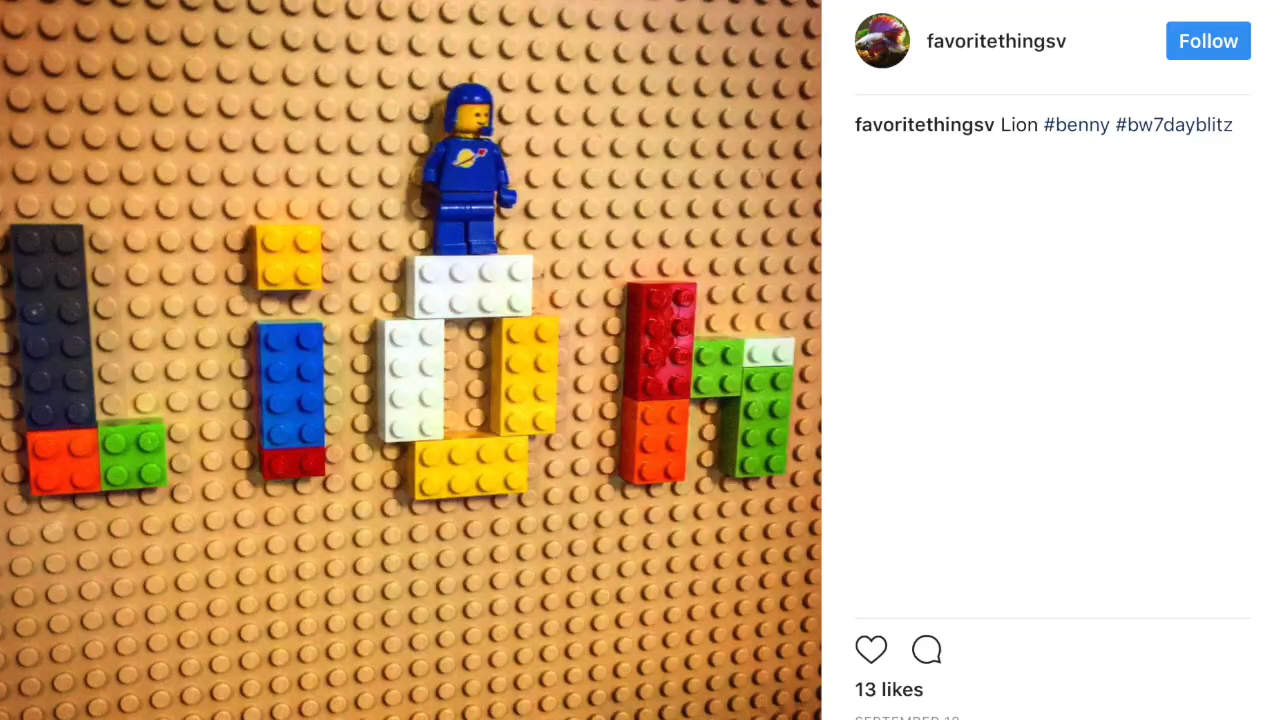 Lion
favoritethingsv
Follow
favoritethingsv Lion #benny #bw7dayblitz
13 likes